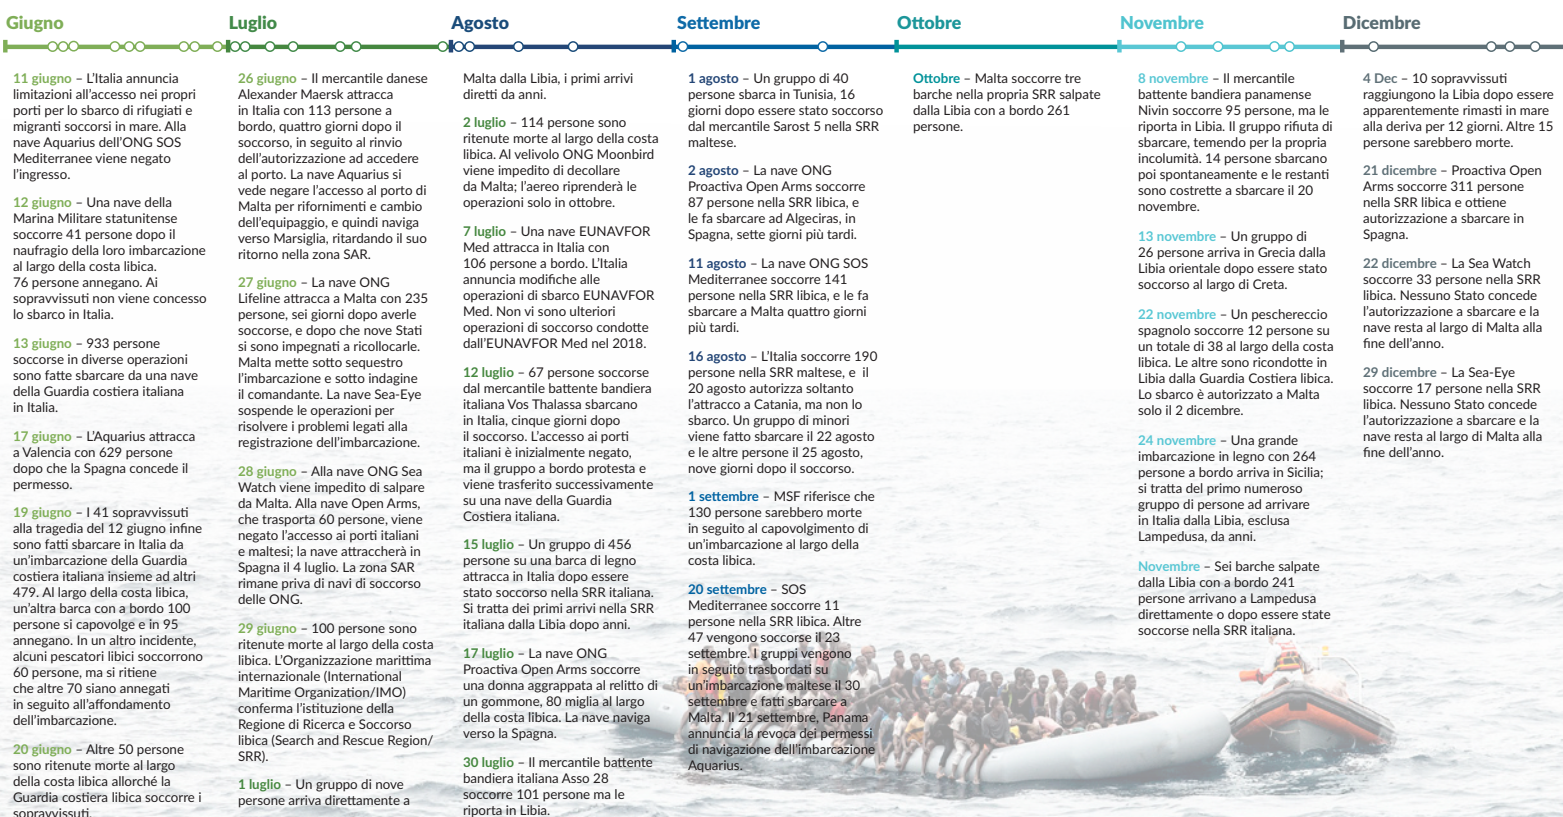 Giugno
Luglio
Agosto
Settembre
Ottobre
Novembre
Dicembre
11 giugno – L'Italia annuncia
limitazioni all'accesso nei propri
porti per lo sbarco di rifugiati e
migranti soccorsi in mare. Alla
nave Aquarius dell'ONG SOS
Mediterranee viene negato
l'ingresso.
12 giugno – Una nave della
Marina Militare statunitense
soccorre 41 persone dopo il
naufragio della loro imbarcazione
al largo della costa libica.
76 persone annegano. Ai
sopravvissuti non viene concesso
lo sbarco in Italia.
13 giugno – 933 persone
soccorse in diverse operazioni
sono fatte sbarcare da una nave
della Guardia costiera italiana
in Italia.
17 giugno – L'Aquarius attracca
a Valencia con 629 persone
dopo che la Spagna concede il
permesso.
19 giugno – I 41 sopravvissuti
alla tragedia del 12 giugno infine
sono fatti sbarcare in Italia da
un'imbarcazione della Guardia
costiera italiana insieme ad altri
479. Al largo della costa libica,
un'altra barca con a bordo 100
persone si capovolge e in 95
annegano. In un altro incidente,
alcuni pescatori libici soccorrono
60 persone, ma si ritiene
che altre 70 siano annegati
in seguito all'affondamento
dell'imbarcazione.
20 giugno – Altre 50 persone
sono ritenute morte al largo
della costa libica allorché la
Guardia costiera libica soccorre i
sopravvissuti.
26 giugno – Il mercantile danese
Alexander Maersk attracca
in Italia con 113 persone a
bordo, quattro giorni dopo il
soccorso, in seguito al rinvio
dell'autorizzazione ad accedere
al porto. La nave Aquarius si
vede negare l'accesso al porto di
Malta per rifornimenti e cambio
dell'equipaggio, e quindi naviga
verso Marsiglia, ritardando il suo
ritorno nella zona SAR.
27 giugno – La nave ONG
Lifeline attracca a Malta con 235
persone, sei giorni dopo averle
soccorse, e dopo che nove Stati
si sono impegnati a ricollocarle.
Malta mette sotto sequestro
l'imbarcazione e sotto indagine
il comandante. La nave Sea-Eye
sospende le operazioni per
risolvere i problemi legati alla
registrazione dell'imbarcazione.
28 giugno – Alla nave ONG Sea
Watch viene impedito di salpare
da Malta. Alla nave Open Arms,
che trasporta 60 persone, viene
negato l'accesso ai porti italiani
e maltesi; la nave attraccherà in
Spagna il 4 luglio. La zona SAR
rimane priva di navi di soccorso
delle ONG.
29 giugno – 100 persone sono
ritenute morte al largo della costa
libica. L'Organizzazione marittima
internazionale (International
Maritime Organization/IMO)
conferma l'istituzione della
Regione di Ricerca e Soccorso
libica (Search and Rescue Region/
SRR).
1 luglio – Un gruppo di nove
persone arriva direttamente a
Malta dalla Libia, i primi arrivi
diretti da anni.
2 luglio – 114 persone sono
ritenute morte al largo della costa
libica. Al velivolo ONG Moonbird
viene impedito di decollare
da Malta; l'aereo riprenderà le
operazioni solo in ottobre.
7 luglio – Una nave EUNAVFOR
Med attracca in Italia con
106 persone a bordo. L'Italia
annuncia modifiche alle
operazioni di sbarco EUNAVFOR
Med. Non vi sono ulteriori
operazioni di soccorso condotte
dall'EUNAVFOR Med nel 2018.
12 luglio – 67 persone soccorse
dal mercantile battente bandiera
italiana Vos Thalassa sbarcano
in Italia, cinque giorni dopo
il soccorso. L'accesso ai porti
italiani è inizialmente negato,
ma il gruppo a bordo protesta e
viene trasferito successivamente
su una nave della Guardia
Costiera italiana.
15 luglio – Un gruppo di 456
persone su una barca di legno
attracca in Italia dopo essere
stato soccorso nella SRR italiana.
Si tratta dei primi arrivi nella SRR
italiana dalla Libia dopo anni.
17 luglio – La nave ONG
Proactiva Open Arms soccorre
una donna aggrappata al relitto di
un gommone, 80 miglia al largo
della costa libica. La nave naviga
verso la Spagna.
30 luglio – Il mercantile battente
bandiera italiana Asso 28
soccorre 101 persone ma le
riporta in Libia.
1 agosto – Un gruppo di 40
persone sbarca in Tunisia, 16
giorni dopo essere stato soccorso
dal mercantile Sarost 5 nella SRR
maltese.
2 agosto – La nave ONG
Proactiva Open Arms soccorre
87 persone nella SRR libica, e
le fa sbarcare ad Algeciras, in
Spagna, sette giorni più tardi.
11 agosto – La nave ONG SOS
Mediterranee soccorre 141
persone nella SRR libica, e le fa
sbarcare a Malta quattro giorni
più tardi.
16 agosto – L'Italia soccorre 190
persone nella SRR maltese, e il
20 agosto autorizza soltanto
l'attracco a Catania, ma non lo
sbarco. Un gruppo di minori
viene fatto sbarcare il 22 agosto
e le altre persone il 25 agosto,
nove giorni dopo il soccorso.
1 settembre – MSF riferisce che
130 persone sarebbero morte
in seguito al capovolgimento di
un'imbarcazione al largo della
costa libica.
20 settembre – SOS
Mediterranee soccorre 11
persone nella SRR libica. Altre
47 vengono soccorse il 23
settembre. I gruppi vengono
in seguito trasbordati su
un'imbarcazione maltese il 30
settembre e fatti sbarcare a
Malta. Il 21 settembre, Panama
annuncia la revoca dei permessi
di navigazione dell'imbarcazione
Aquarius.
Ottobre – Malta soccorre tre
barche nella propria SRR salpate
dalla Libia con a bordo 261
persone.
8 novembre – Il mercantile
battente bandiera panamense
Nivin soccorre 95 persone, ma le
riporta in Libia. Il gruppo rifiuta di
sbarcare, temendo per la propria
incolumità. 14 persone sbarcano
poi spontaneamente e le restanti
sono costrette a sbarcare il 20
novembre.
13 novembre – Un gruppo di
26 persone arriva in Grecia dalla
Libia orientale dopo essere stato
soccorso al largo di Creta.
22 novembre – Un peschereccio
spagnolo soccorre 12 persone su
un totale di 38 al largo della costa
libica. Le altre sono ricondotte in
Libia dalla Guardia Costiera libica.
Lo sbarco è autorizzato a Malta
solo il 2 dicembre.
24 novembre – Una grande
imbarcazione in legno con 264
persone a bordo arriva in Sicilia;
si tratta del primo numeroso
gruppo di persone ad arrivare
in Italia dalla Libia, esclusa
Lampedusa, da anni.
Novembre – Sei barche salpate
dalla Libia con a bordo 241
persone arrivano a Lampedusa
direttamente o dopo essere state
soccorse nella SRR italiana.
4 Dec – 10 sopravvissuti
raggiungono la Libia dopo essere
apparentemente rimasti in mare
alla deriva per 12 giorni. Altre 15
persone sarebbero morte.
21 dicembre – Proactiva Open
Arms soccorre 311 persone
nella SRR libica e ottiene
autorizzazione a sbarcare in
Spagna.
22 dicembre – La Sea Watch
soccorre 33 persone nella SRR
libica. Nessuno Stato concede
l'autorizzazione a sbarcare e la
nave resta al largo di Malta alla
fine dell'anno.
29 dicembre – La Sea-Eye
soccorre 17 persone nella SRR
libica. Nessuno Stato concede
l'autorizzazione a sbarcare e la
nave resta al largo di Malta alla
fine dell'anno.